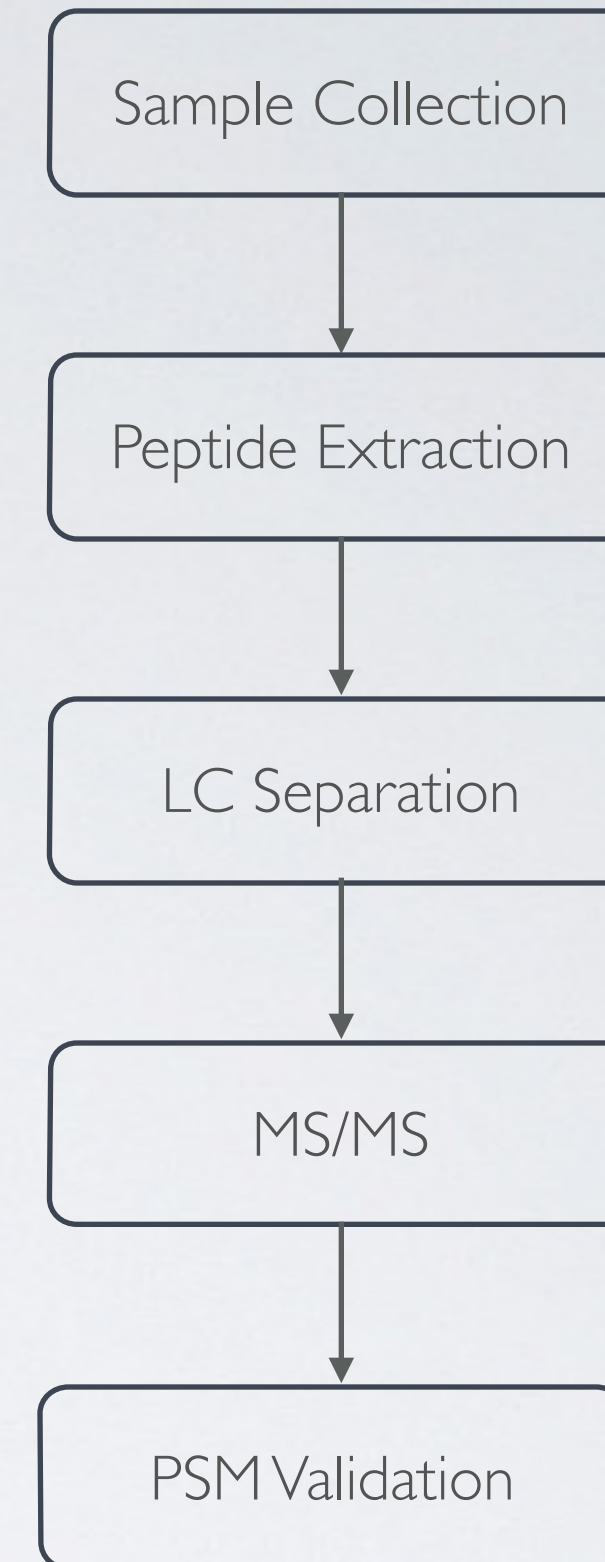 Sample Collection
Peptide Extraction
LC Separation
MS/MS
PSM Validation